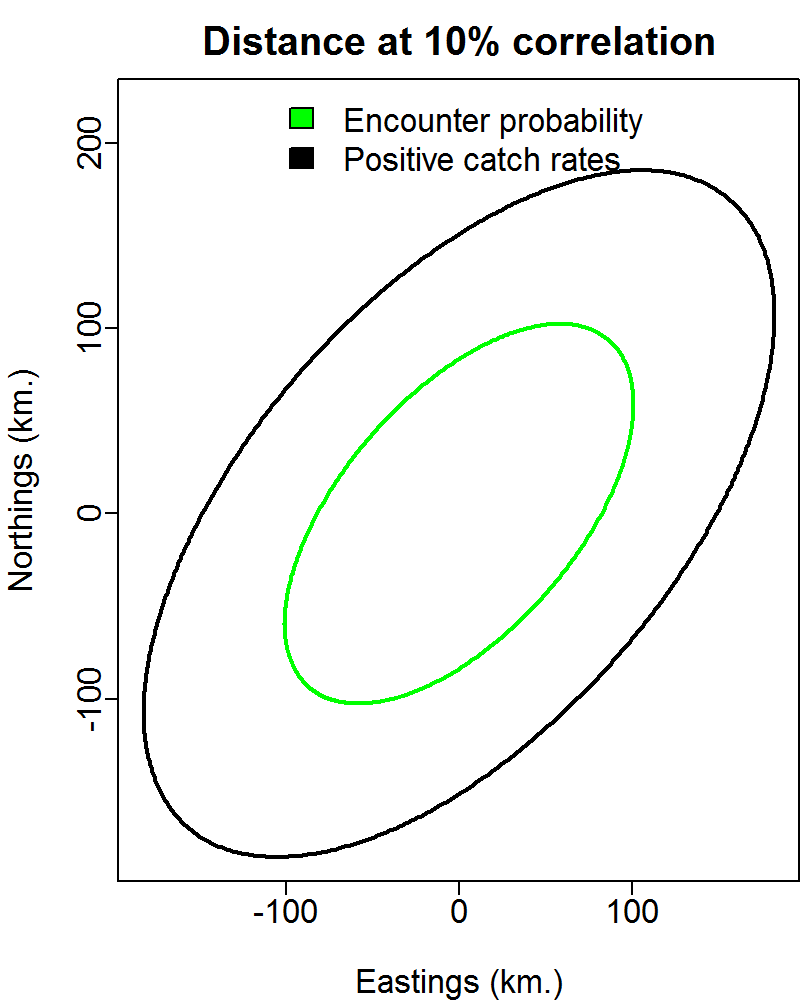 Distance at 10% correlation
Encounter probability
Positive catch rates
200
100
0
-100
Northings (km.)
-100 0 100
Eastings (km.)